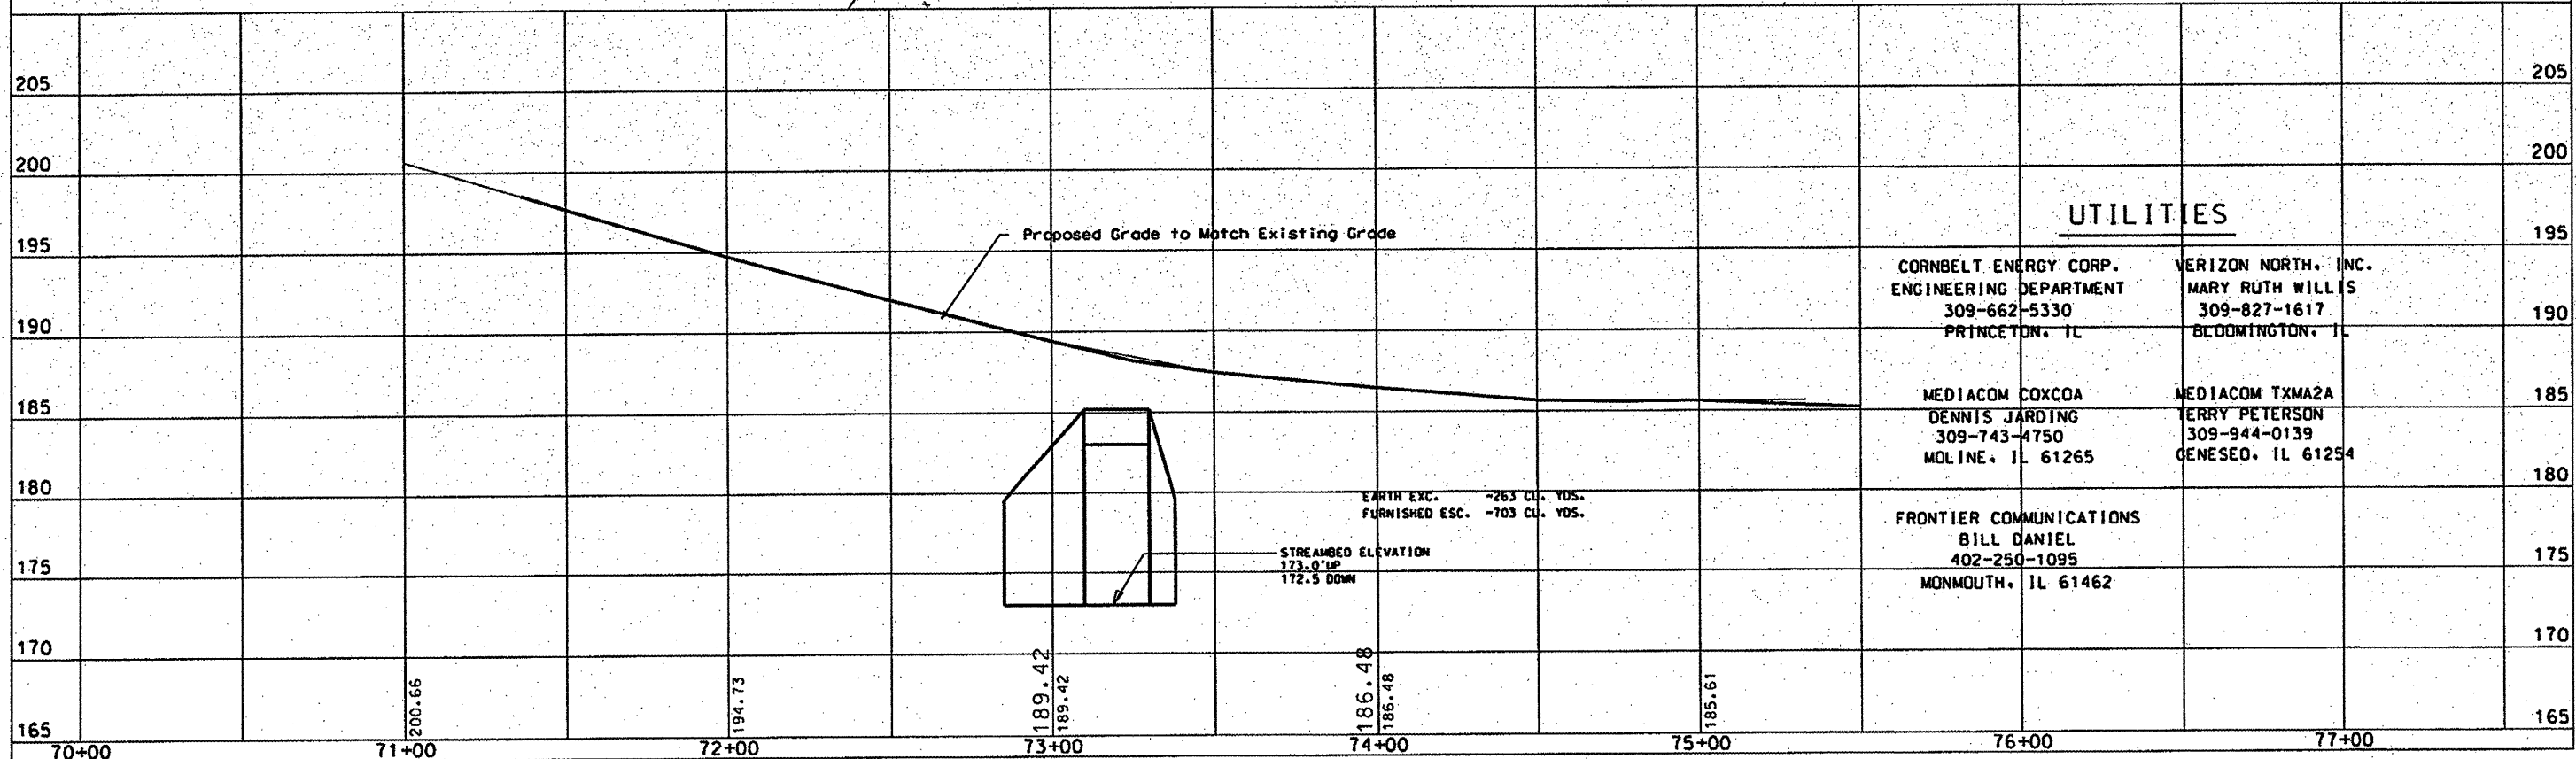 205
205
200
200
195
195
190
190
185
185
180
180
175
175
170
170
165
165
Proposed Grade to Match Existing Grade
UTILITIES
CORNBELT ENERGY CORP.
ENGINEERING DEPARTMENT
309-662-5330
PRINCETON, IL
VERIZON NORTH, INC.
MARY RUTH WILLIS
309-827-1617
BLOOMINGTON, IL
MEDIACOM COXCOA
DENNIS JARDING
309-743-4750
MOLINE, IL 61265
MEDIACOM TXMA2A
TERRY PETERSON
309-944-0139
GENESEO, IL 61254
FRONTIER COMMUNICATIONS
BILL DANIEL
402-250-1095
MONMOUTH, IL 61462
EARTH EXC. -263 CU. YDS.
FURNISHED ESC. -703 CU. YDS.
STREAMBED ELEVATION
173.0'UP
172.5 DOWN
200.66
194.73
189.42
189.42
186.48
186.48
185.61
70+00
71+00
72+00
73+00
74+00
75+00
76+00
77+00